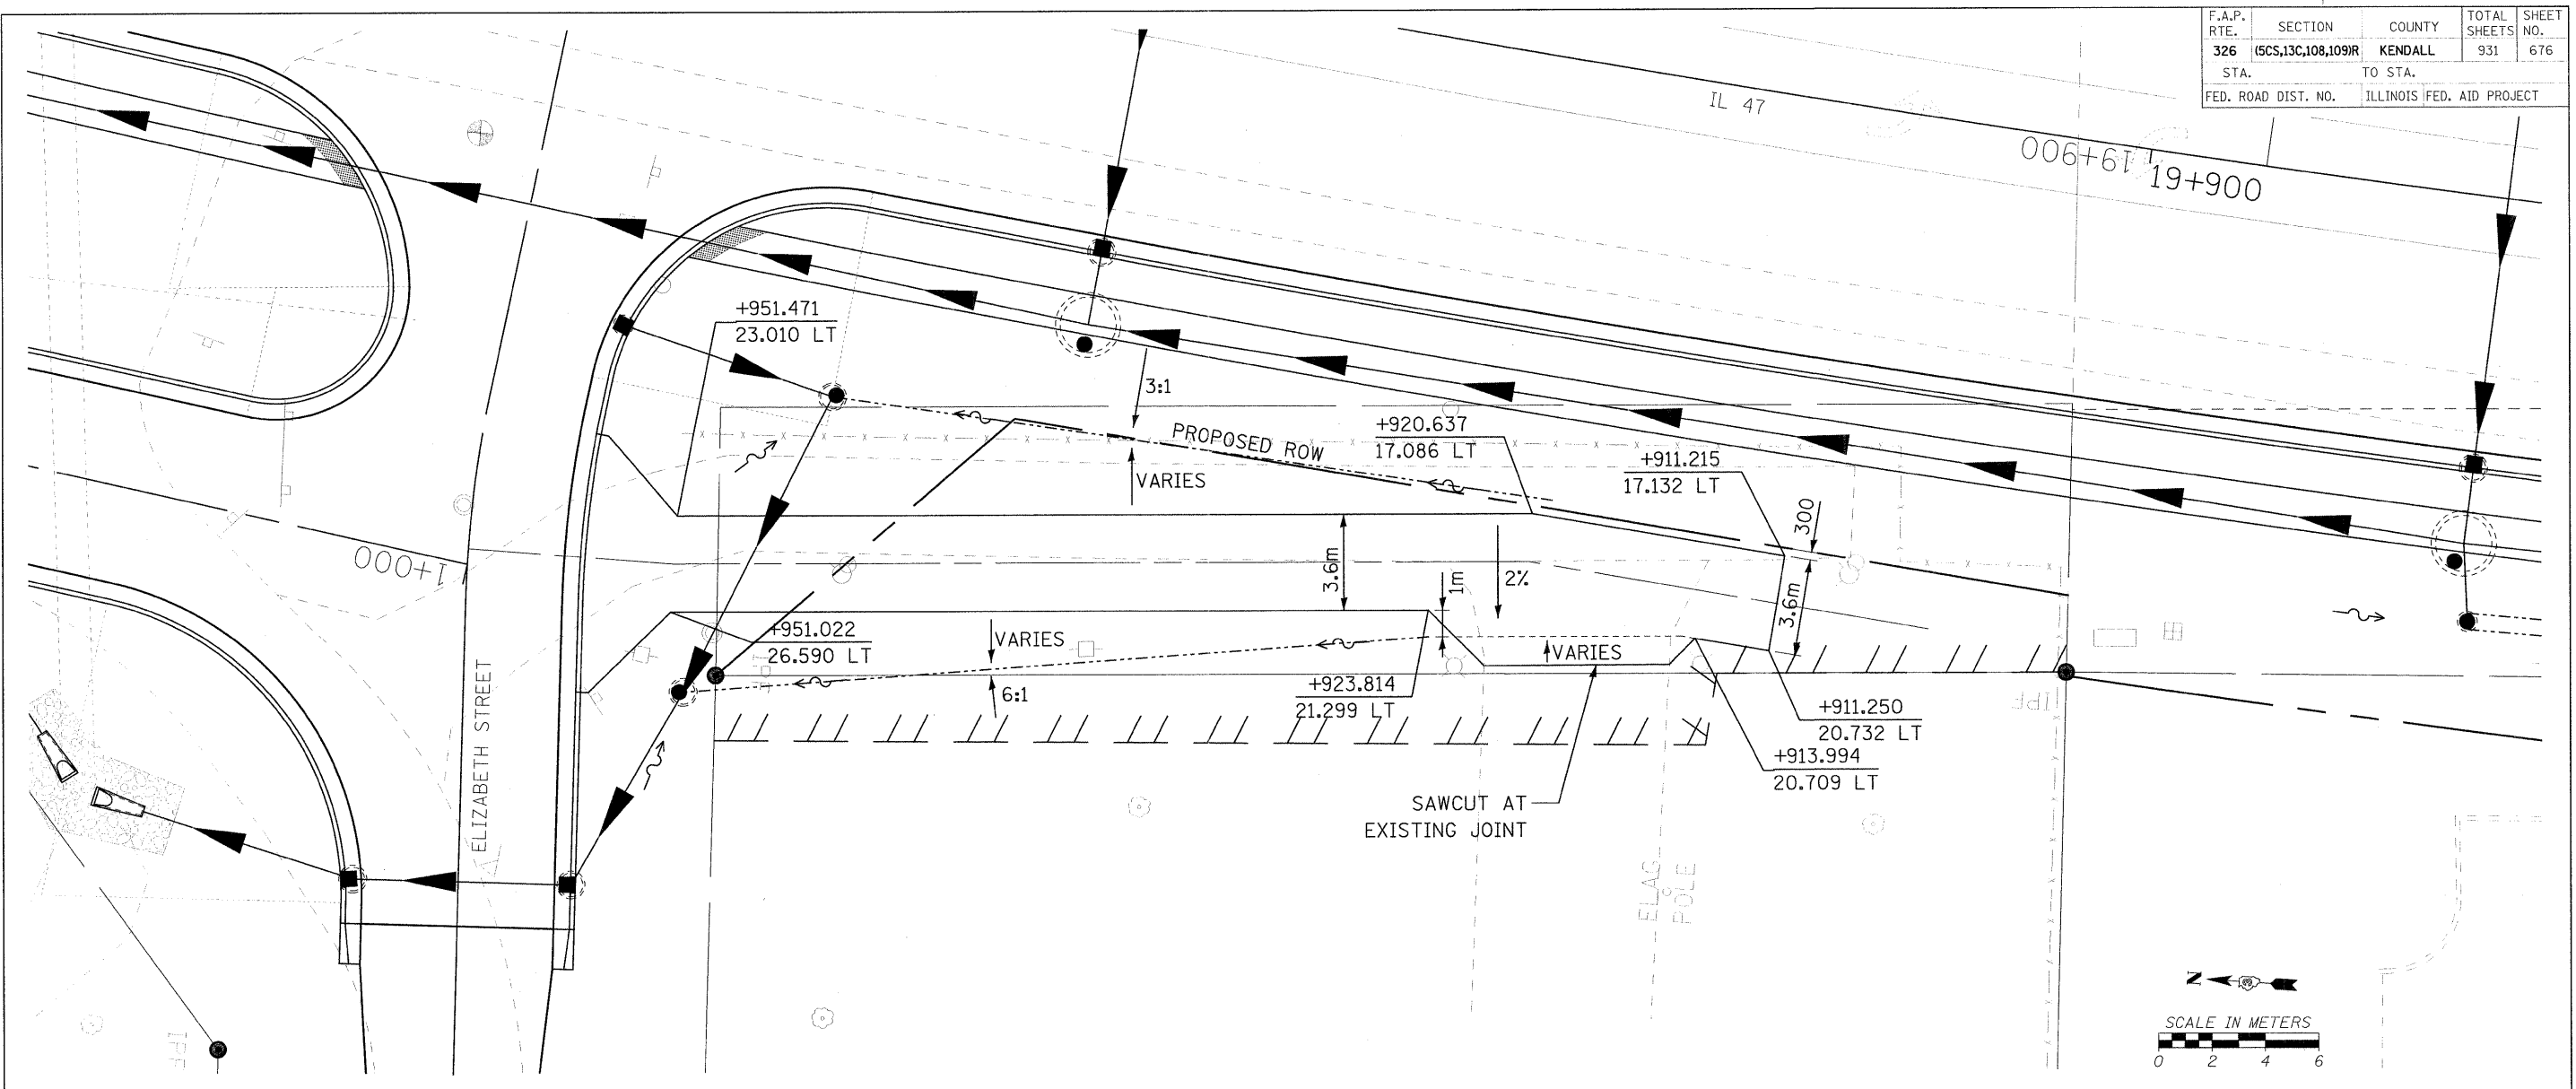 F.A.P. RTE. SECTION COUNTY TOTAL SHEETS SHEET NO.
326 (5CS,13C,108,109)R KENDALL 931 676
STA. TO STA.
FED. ROAD DIST. NO. ILLINOIS FED. AID PROJECT
IL 47
19+900
19+900
+951.471
23.010 LT
3:1
PROPOSED ROW
+920.637
17.086 LT
+911.215
17.132 LT
VARIES
300
1+000
3.6m
1m
2%
3.6m
+951.022
26.590 LT
VARIES
VARIES
6:1
+923.814
21.299 LT
+911.250
20.732 LT
IPF
+913.994
20.709 LT
ELIZABETH STREET
SAWCUT AT
EXISTING JOINT
FLAG
POLE
IPF
N
SCALE IN METERS
0 2 4 6